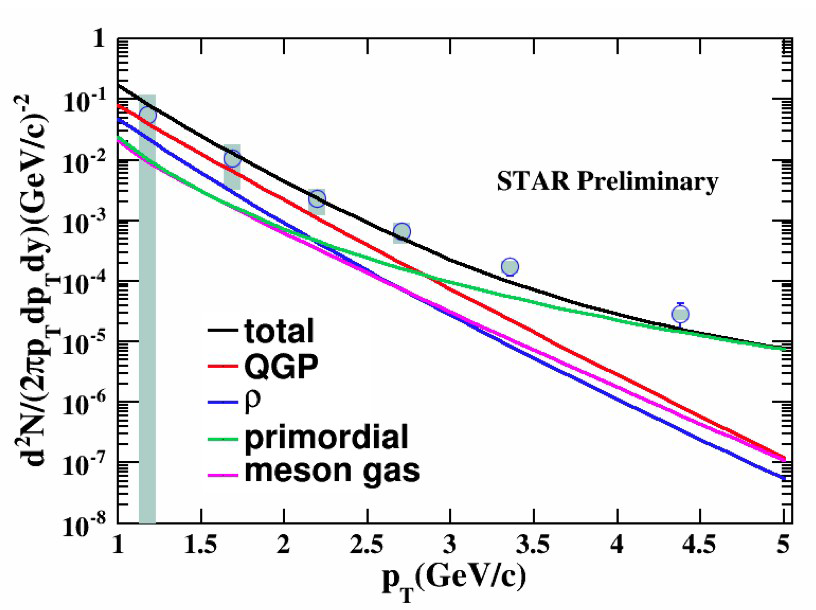 d²N/(2πp_T dp_T dy)(GeV/c)⁻²
1
10⁻¹
10⁻²
10⁻³
10⁻⁴
10⁻⁵
10⁻⁶
10⁻⁷
10⁻⁸
STAR Preliminary
total
QGP
ρ
primordial
meson gas
1 1.5 2 2.5 3 3.5 4 4.5 5
p_T(GeV/c)